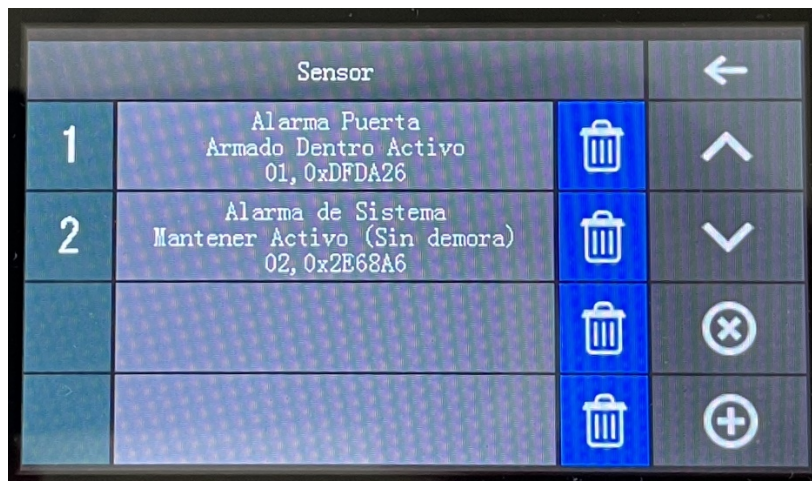 Sensor
1
Alarma Puerta
Armado Dentro Activo
01, 0xDFDA26
2
Alarma de Sistema
Mantener Activo (Sin demora)
02, 0x2E68A6